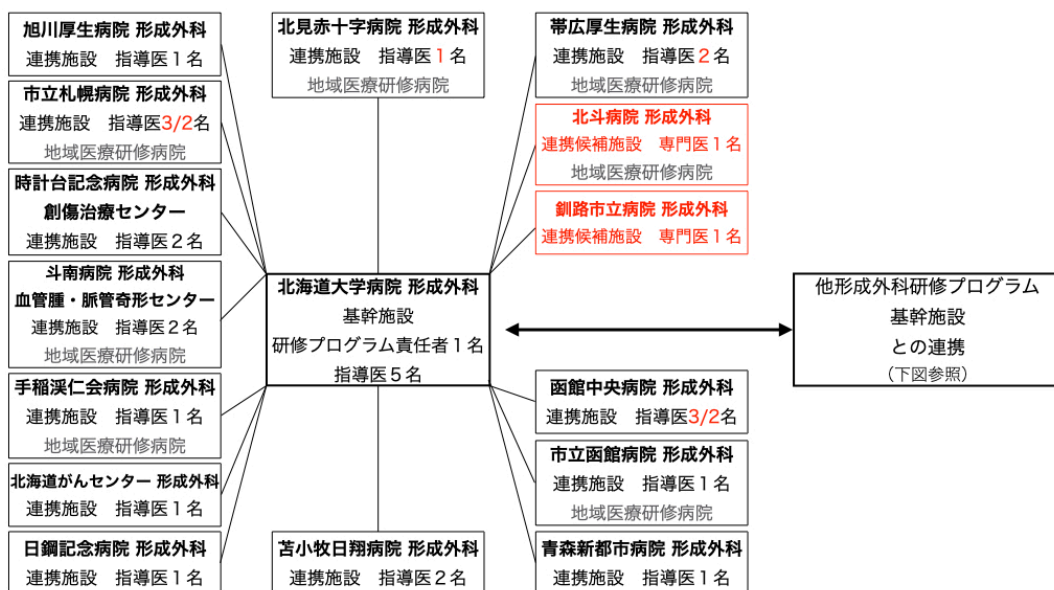 旭川厚生病院 形成外科
連携施設　指導医１名
市立札幌病院 形成外科
連携施設　指導医3/2名
地域医療研修病院
時計台記念病院 形成外科
創傷治療センター
連携施設　指導医２名
斗南病院 形成外科
血管腫・脈管奇形センター
連携施設　指導医２名
地域医療研修病院
手稲渓仁会病院 形成外科
連携施設　指導医１名
地域医療研修病院
北海道がんセンター 形成外科
連携施設　指導医１名
日鋼記念病院 形成外科
連携施設　指導医１名
北見赤十字病院 形成外科
連携施設　指導医１名
地域医療研修病院
北海道大学病院 形成外科
基幹施設
研修プログラム責任者１名
指導医５名
苫小牧日翔病院 形成外科
連携施設　指導医２名
帯広厚生病院 形成外科
連携施設　指導医２名
地域医療研修病院
北斗病院 形成外科
連携候補施設　専門医１名
地域医療研修病院
釧路市立病院 形成外科
連携候補施設　専門医１名
函館中央病院 形成外科
連携施設　指導医3/2名
市立函館病院 形成外科
連携施設　指導医１名
地域医療研修病院
青森新都市病院 形成外科
連携施設　指導医１名
他形成外科研修プログラム
基幹施設
との連携
（下図参照）